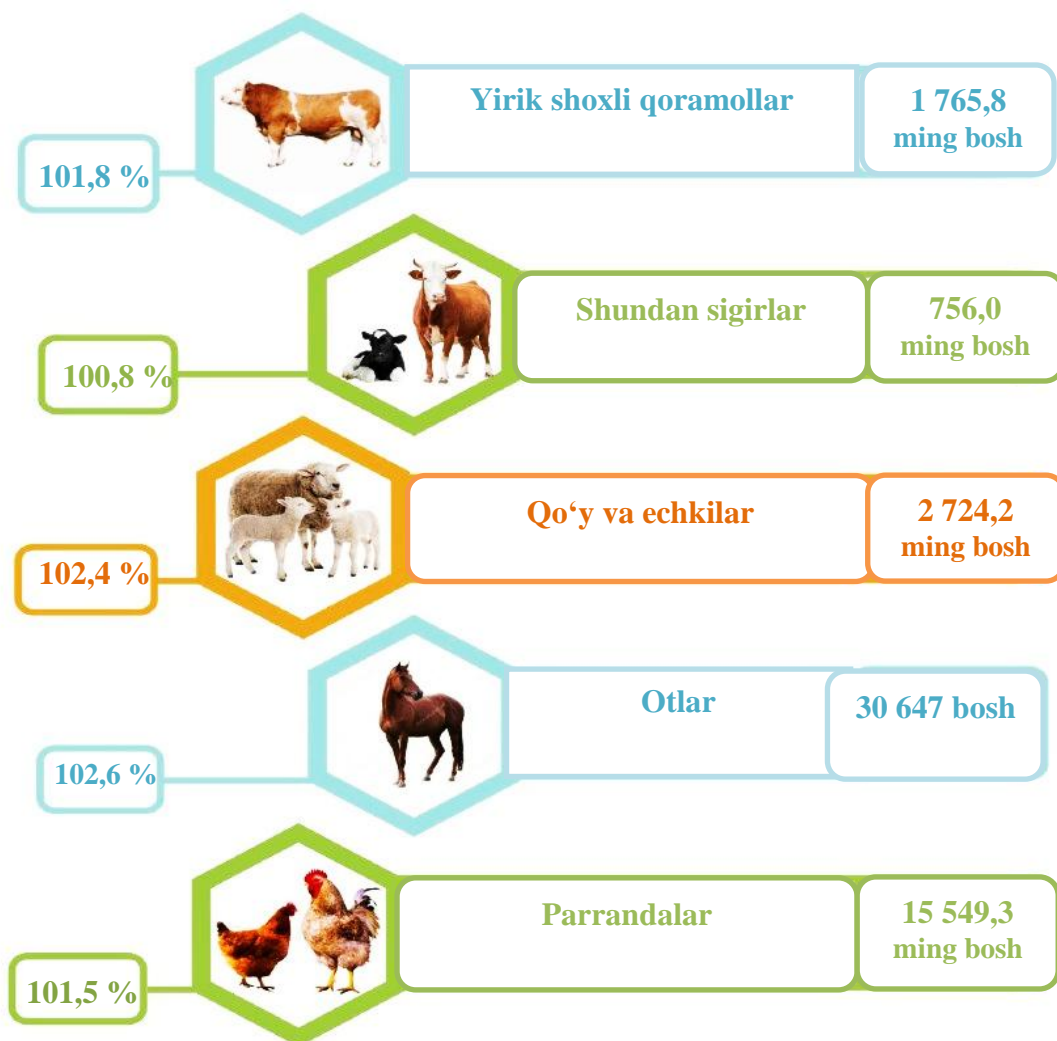 Yirik shoxli qoramollar
1 765,8
ming bosh
101,8 %
Shundan sigirlar
756,0
ming bosh
100,8 %
Qo‘y va echkilar
2 724,2
ming bosh
102,4 %
Otlar
30 647 bosh
102,6 %
Parrandalar
15 549,3
ming bosh
101,5 %